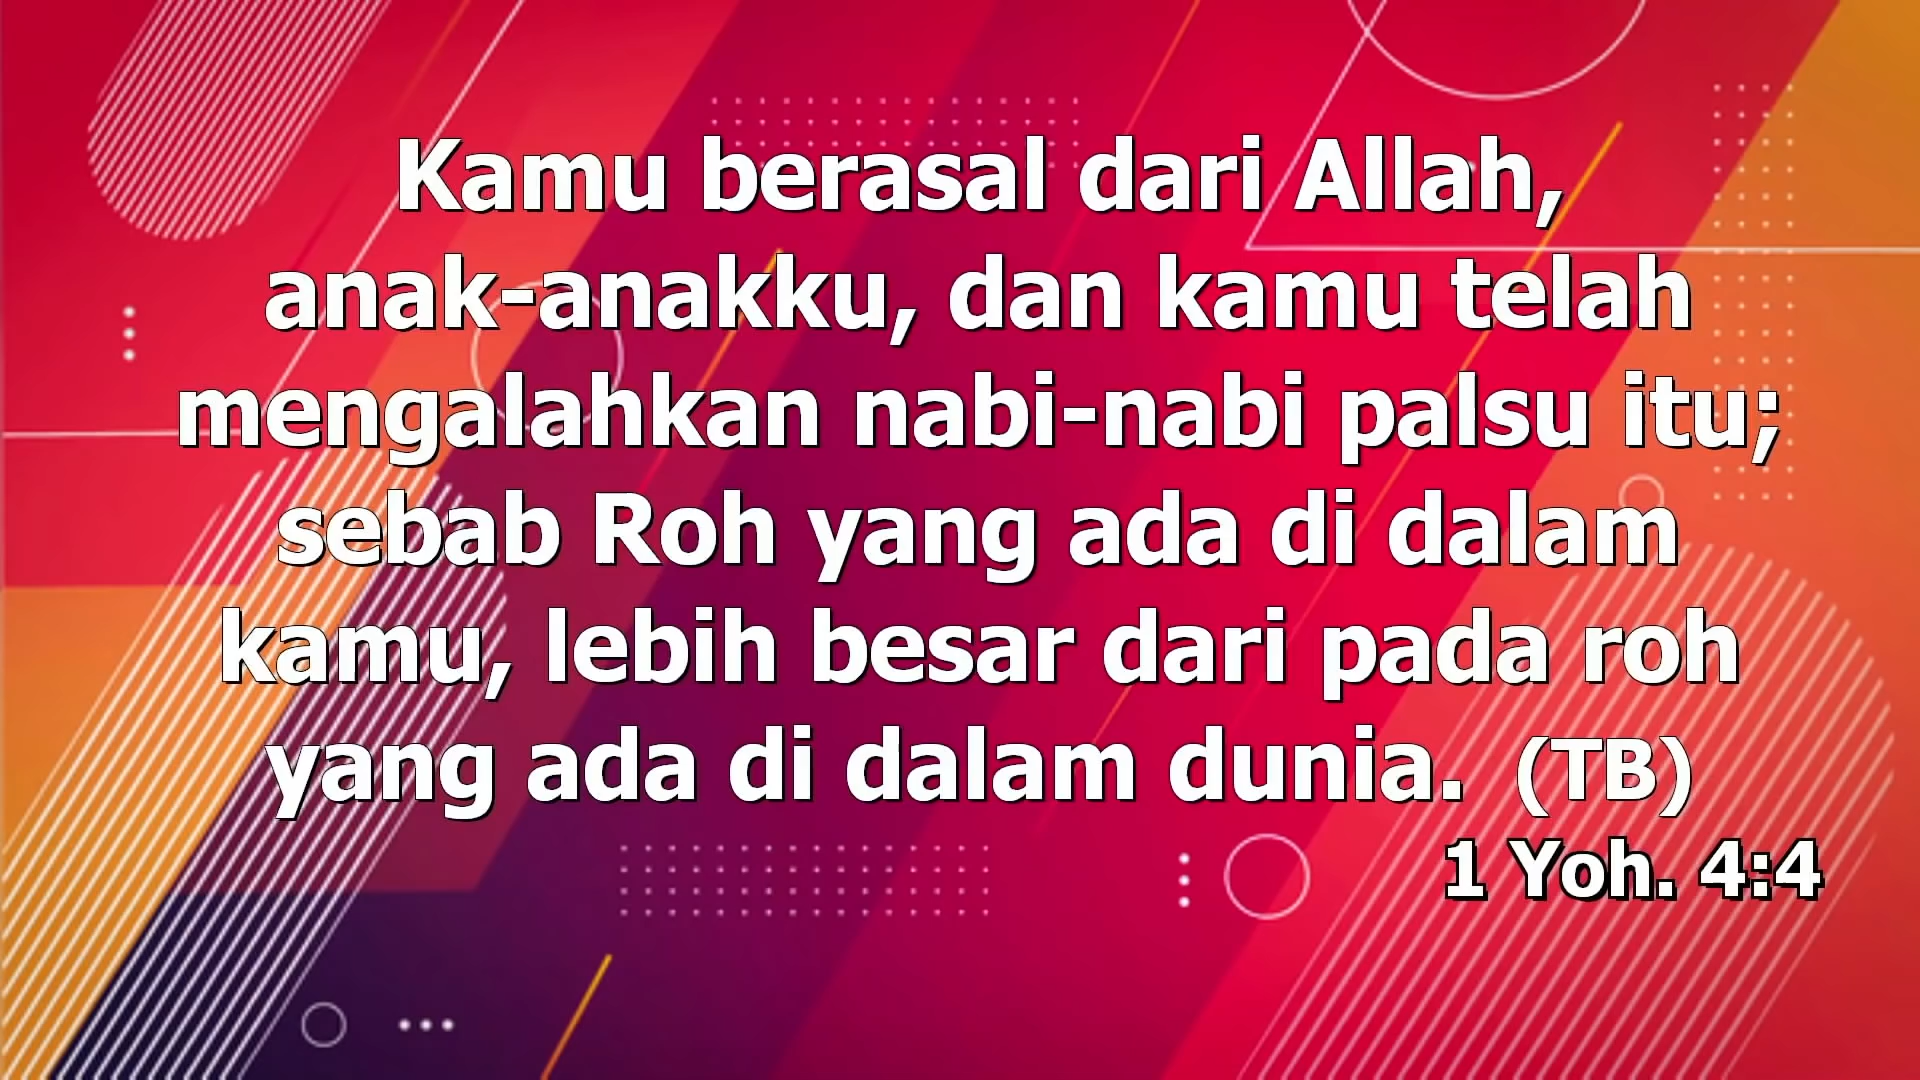 Kamu berasal dari Allah,
anak-anakku, dan kamu telah
mengalahkan nabi-nabi palsu itu;
sebab Roh yang ada di dalam
kamu, lebih besar dari pada roh
yang ada di dalam dunia. (TB)
1 Yoh. 4:4